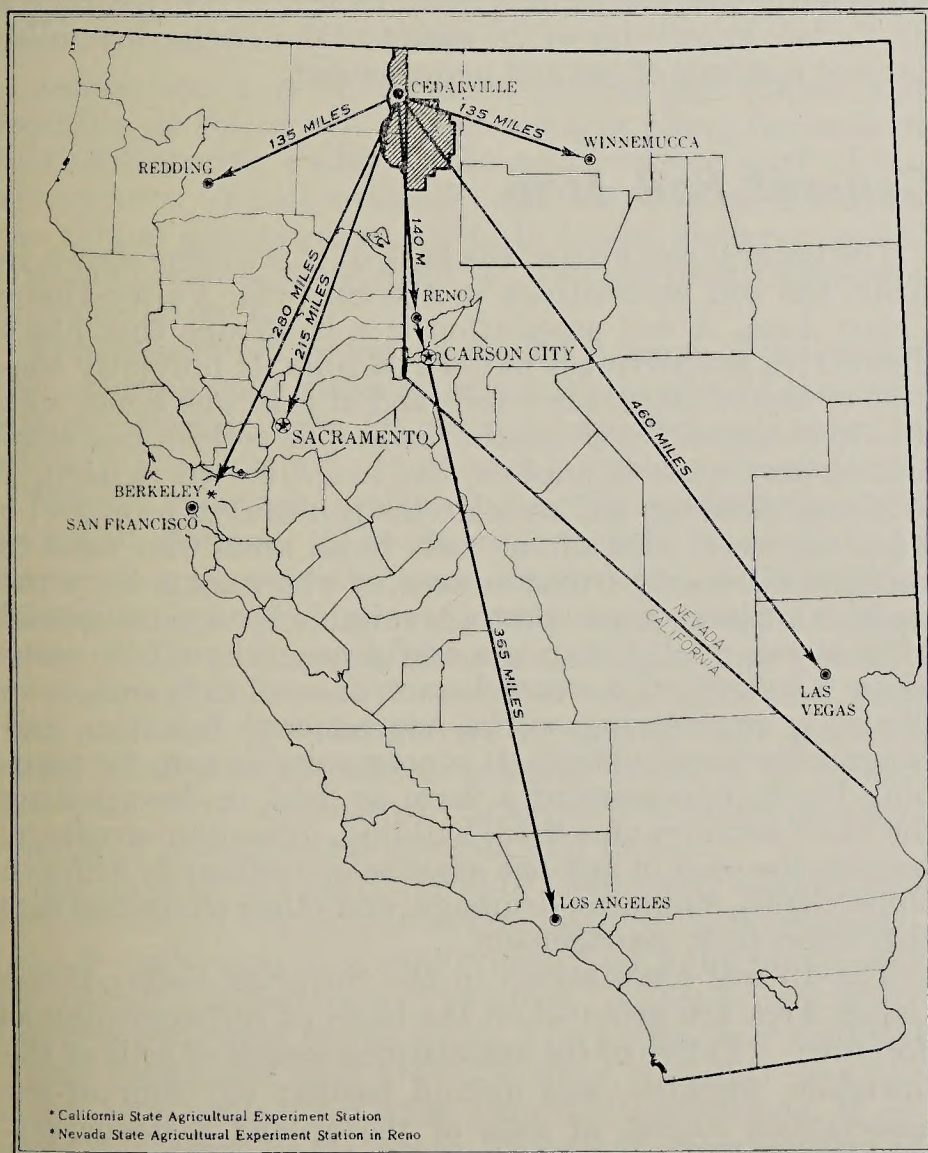 CEDARVILLE
135 MILES
135 MILES
WINNEMUCCA
REDDING
140 M
280 MILES
215 MILES
RENO
CARSON CITY
SACRAMENTO
460 MILES
BERKELEY *
SAN FRANCISCO
NEVADA
CALIFORNIA
365 MILES
LAS
VEGAS
LOS ANGELES
* California State Agricultural Experiment Station
* Nevada State Agricultural Experiment Station in Reno